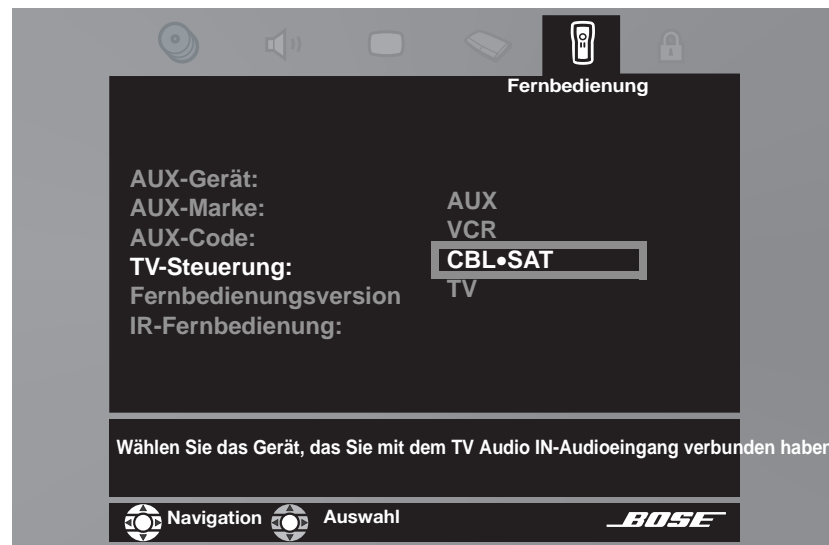 Fernbedienung
AUX-Gerät:
AUX-Marke:
AUX-Code:
TV-Steuerung:
Fernbedienungsversion
IR-Fernbedienung:
AUX
VCR
CBL•SAT
TV
Wählen Sie das Gerät, das Sie mit dem TV Audio IN-Audioeingang verbunden haben
Navigation Auswahl
BOSE